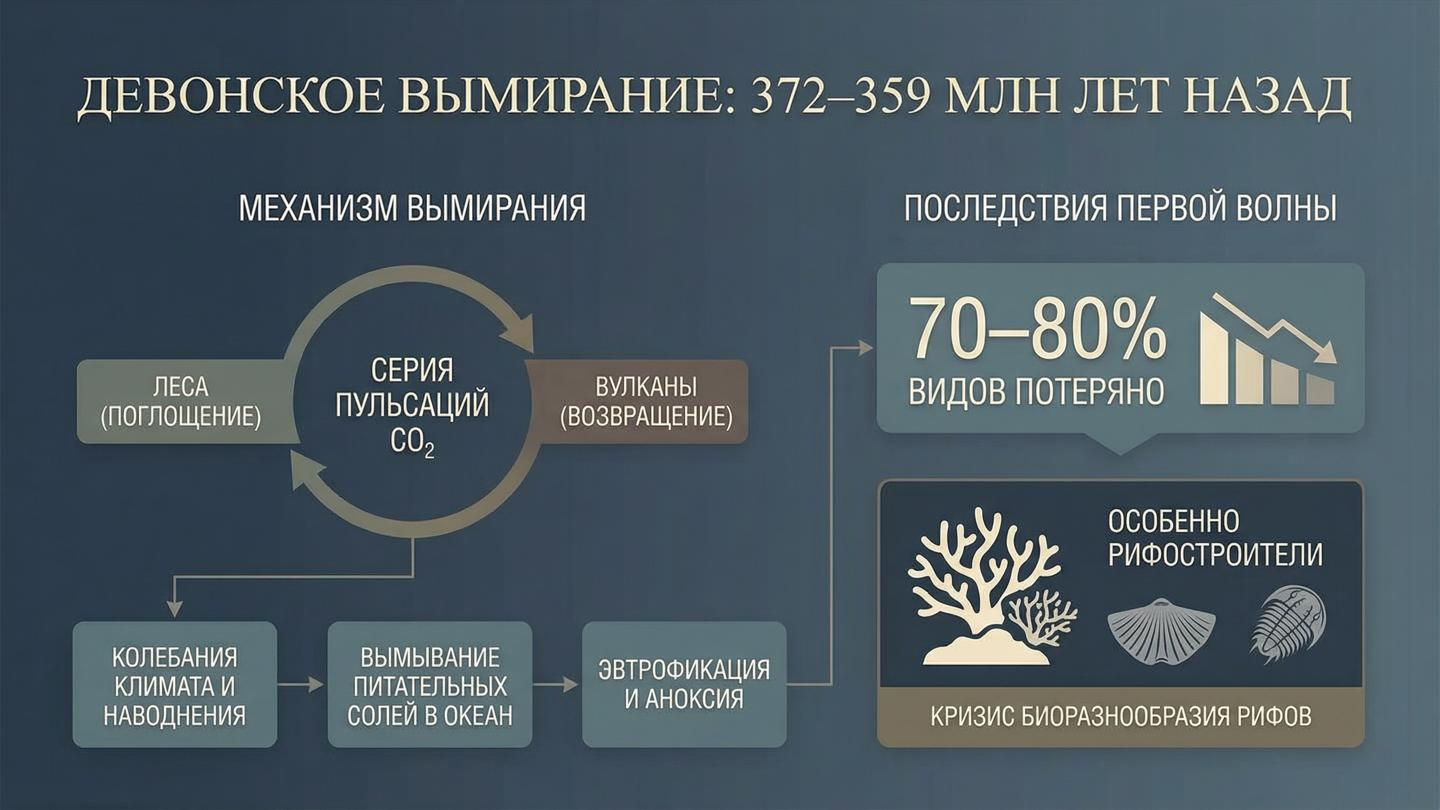 ДЕВОНСКОЕ ВЫМИРАНИЕ: 372–359 МЛН ЛЕТ НАЗАД
МЕХАНИЗМ ВЫМИРАНИЯ
ЛЕСА
(ПОГЛОЩЕНИЕ)
СЕРИЯ
ПУЛЬСАЦИЙ
CO₂
ВУЛКАНЫ
(ВОЗВРАЩЕНИЕ)
КОЛЕБАНИЯ
КЛИМАТА И
НАВОДНЕНИЯ
ВЫМЫВАНИЕ
ПИТАТЕЛЬНЫХ
СОЛЕЙ В ОКЕАН
ЭВТРОФИКАЦИЯ
И АНОКСИЯ
ПОСЛЕДСТВИЯ ПЕРВОЙ ВОЛНЫ
70–80%
ВИДОВ ПОТЕРЯНО
ОСОБЕННО
РИФОСТРОИТЕЛИ
КРИЗИС БИОРАЗНООБРАЗИЯ РИФОВ